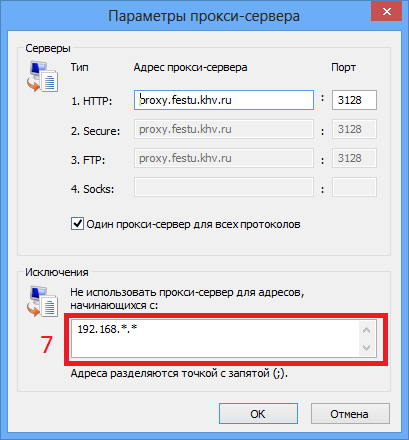 Параметры прокси-сервера
Серверы
Тип Адрес прокси-сервера Порт
1. HTTP: proxy.festu.khv.ru : 3128
2. Secure: proxy.festu.khv.ru : 3128
3. FTP: proxy.festu.khv.ru : 3128
4. Socks: :
Один прокси-сервер для всех протоколов
Исключения
Не использовать прокси-сервер для адресов,
начинающихся с:
7 192.168.*.*
Адреса разделяются точкой с запятой (;).
ОК Отмена